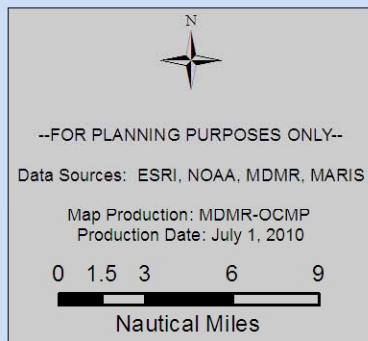 N
--FOR PLANNING PURPOSES ONLY--
Data Sources: ESRI, NOAA, MDMR, MARIS
Map Production: MDMR-OCMP
Production Date: July 1, 2010
0 1.5 3 6 9
Nautical Miles